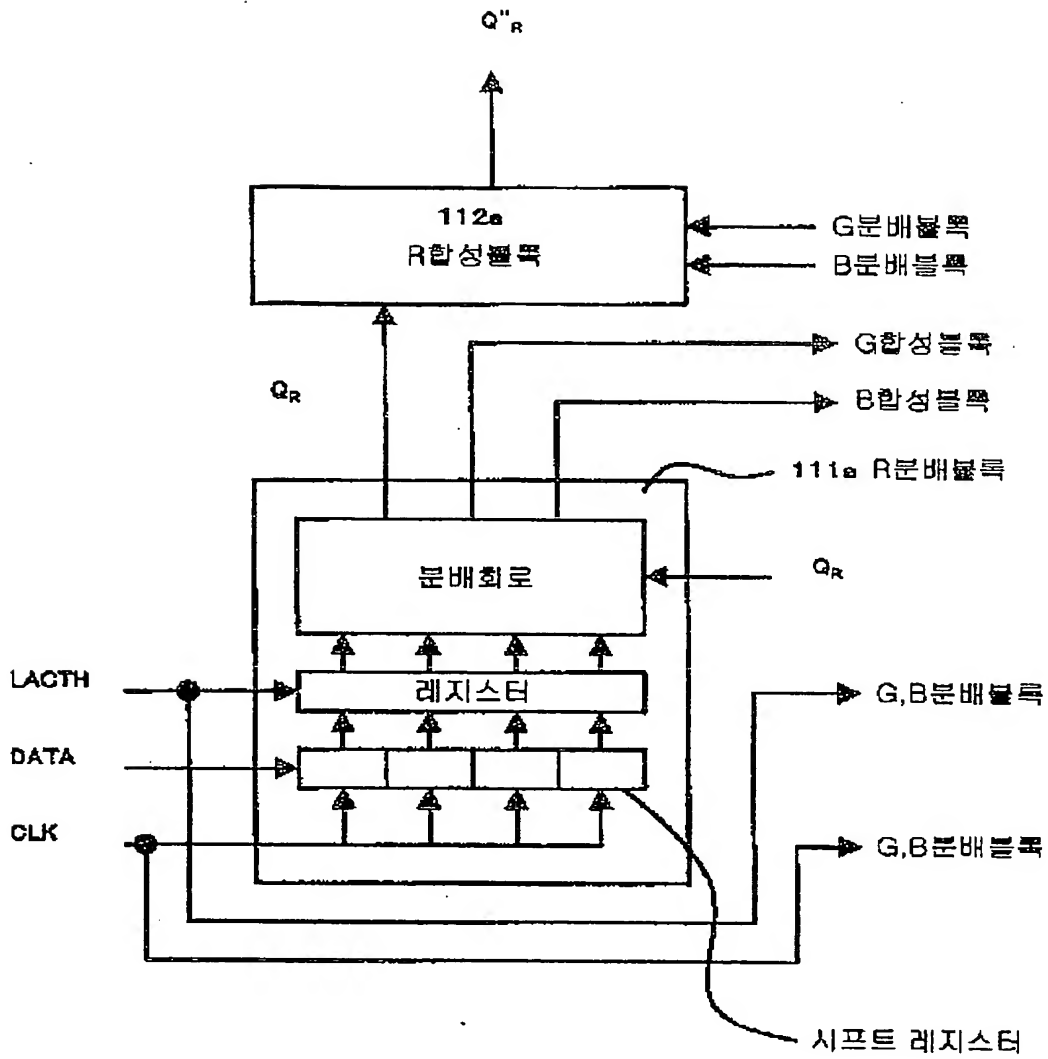 Q"R
112a
R합성블록
G분배블록
B분배블록
G합성블록
QR
B합성블록
111a R분배블록
분배회로
QR
LACTH
레지스터
G,B분배블록
DATA
CLK
G,B분배블록
시프트 레지스터